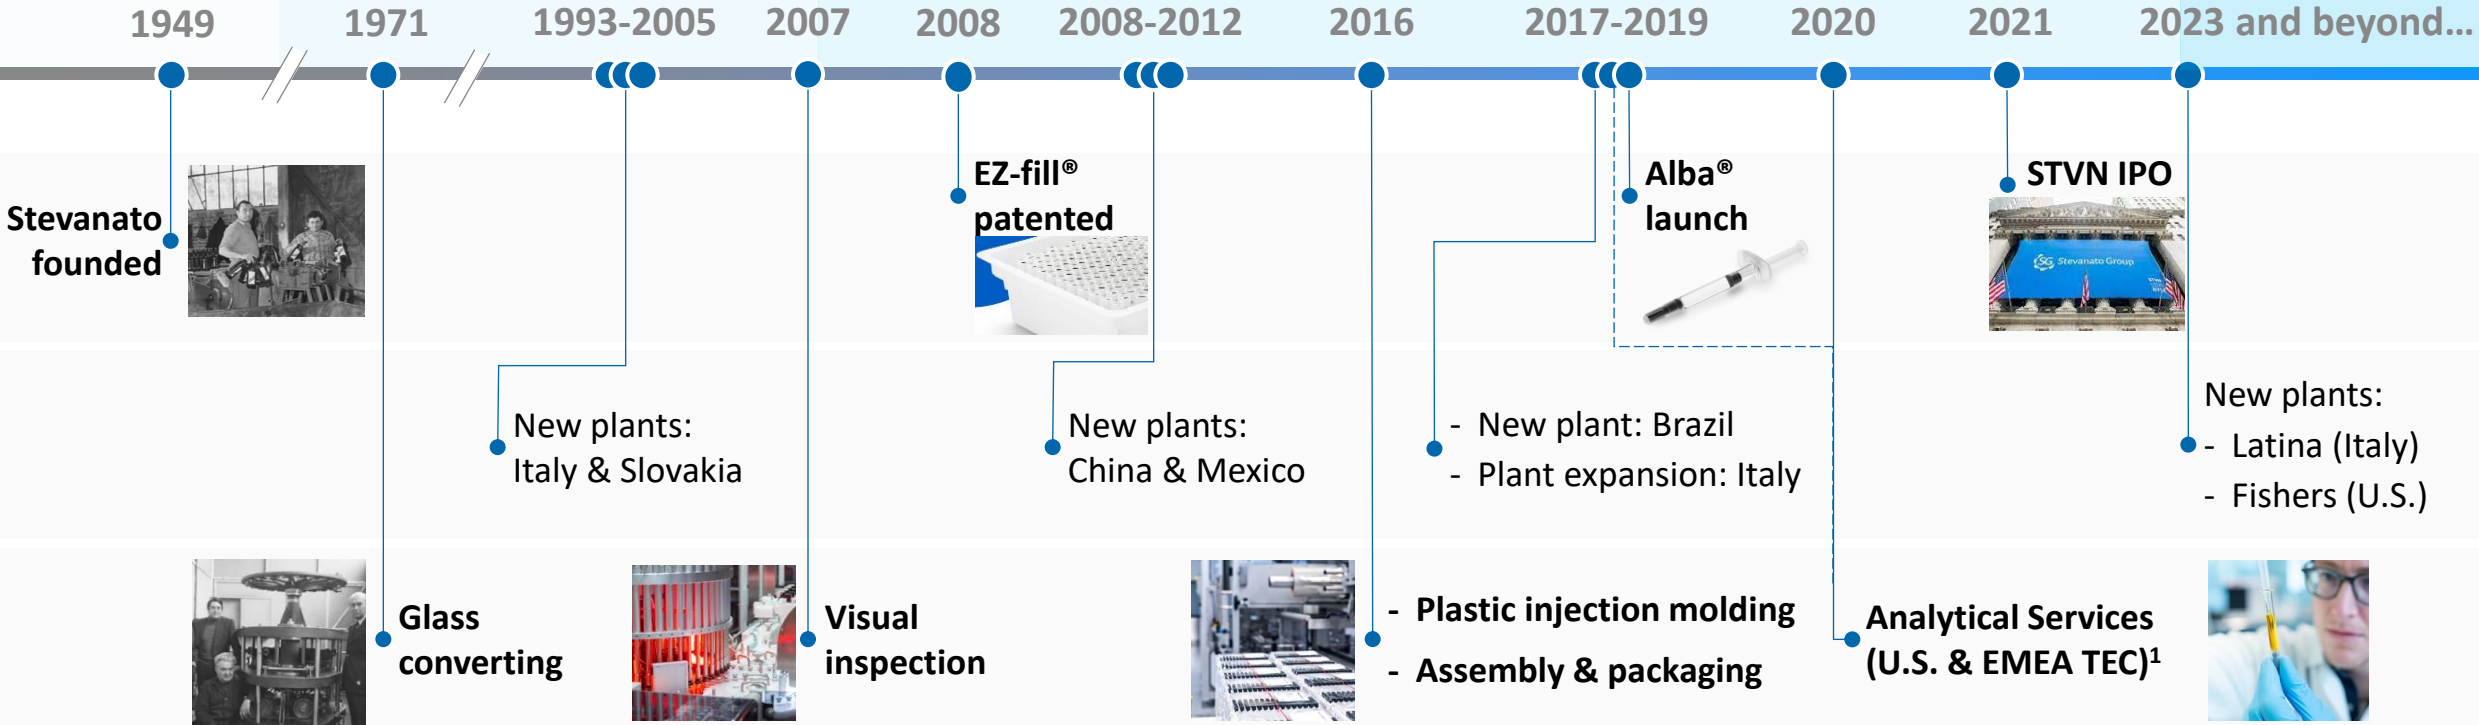 1949
1971
1993-2005
2007
2008
2008-2012
2016
2017-2019
2020
2021
2023 and beyond…
Stevanato
founded
EZ-fill®
patented
Alba®
launch
STVN IPO
Stevanato Group
New plants:
Italy & Slovakia
New plants:
China & Mexico
- New plant: Brazil
- Plant expansion: Italy
New plants:
- Latina (Italy)
- Fishers (U.S.)
Glass
converting
Visual
inspection
- Plastic injection molding
- Assembly & packaging
Analytical Services
(U.S. & EMEA TEC)¹